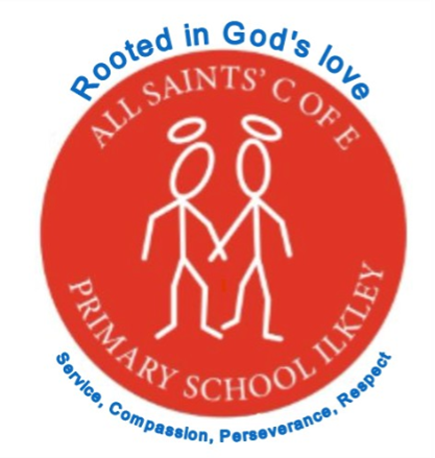 Rooted in God's love
ALL SAINTS' C OF E
PRIMARY SCHOOL ILKLEY
Service, Compassion, Perseverance, Respect